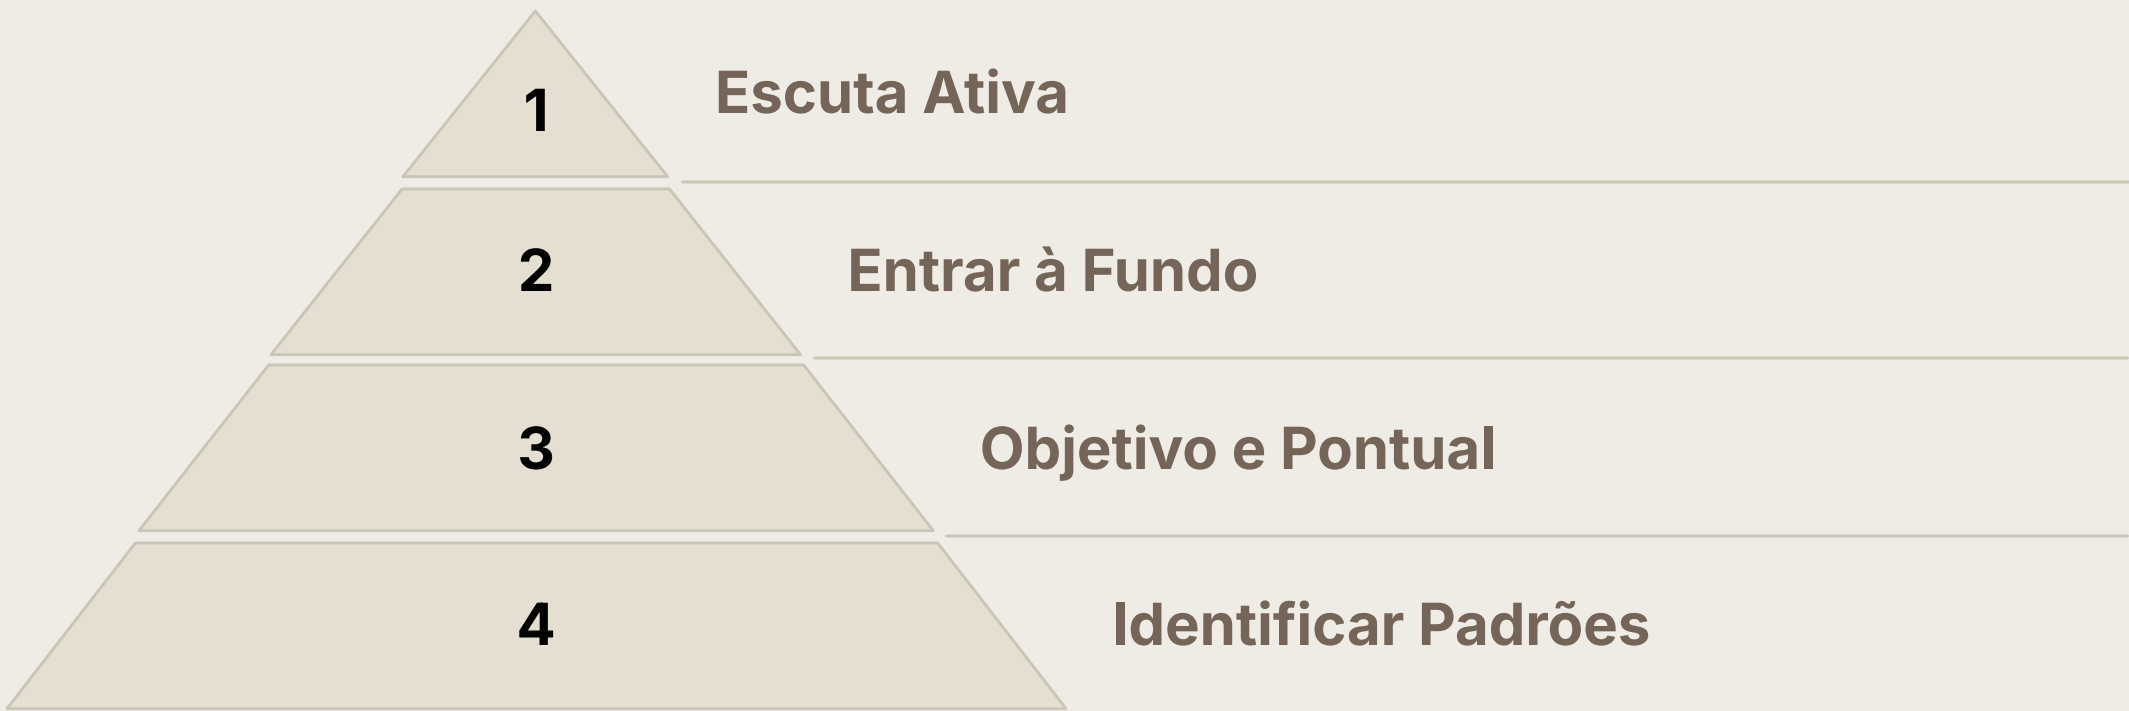 1
Escuta Ativa
2
Entrar à Fundo
3
Objetivo e Pontual
4
Identificar Padrões